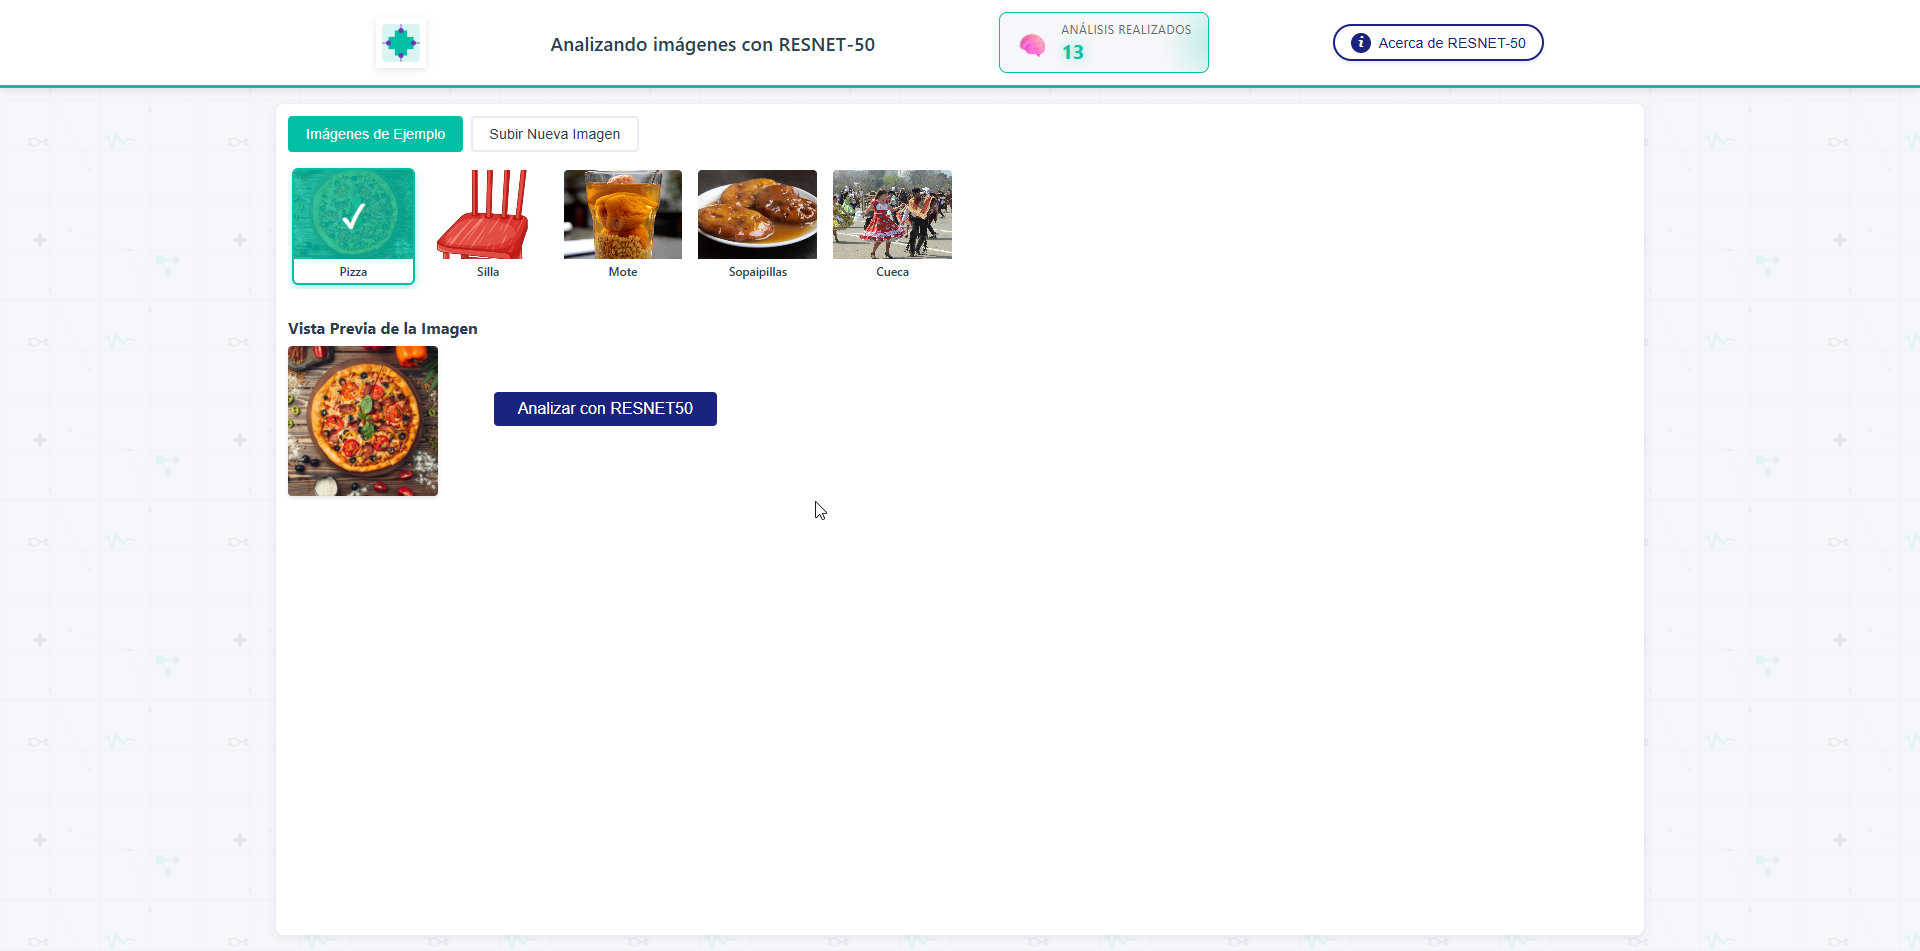 Analizando imágenes con RESNET-50
ANÁLISIS REALIZADOS
13
i Acerca de RESNET-50
Imágenes de Ejemplo
Subir Nueva Imagen
Pizza
Silla
Mote
Sopaipillas
Cueca
Vista Previa de la Imagen
Analizar con RESNET50